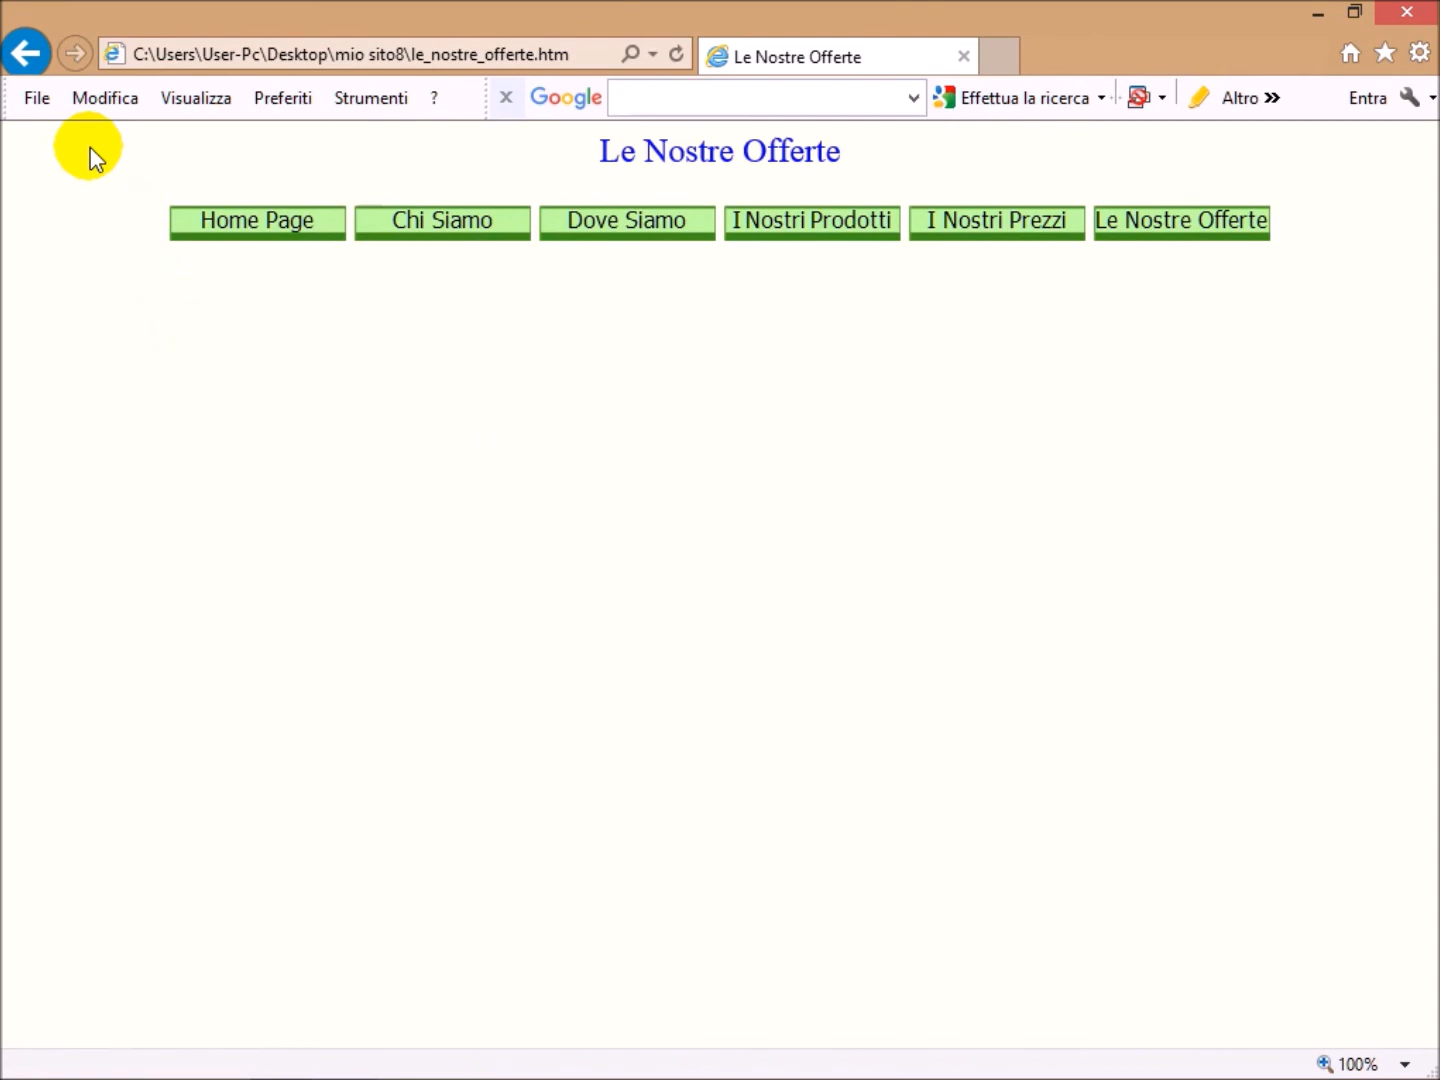 C:\Users\User-Pc\Desktop\mio sito8\le_nostre_offerte.htm
Le Nostre Offerte
File Modifica Visualizza Preferiti Strumenti ? X Google Effettua la ricerca Altro » Entra
Le Nostre Offerte
Home Page Chi Siamo Dove Siamo I Nostri Prodotti I Nostri Prezzi Le Nostre Offerte
100%